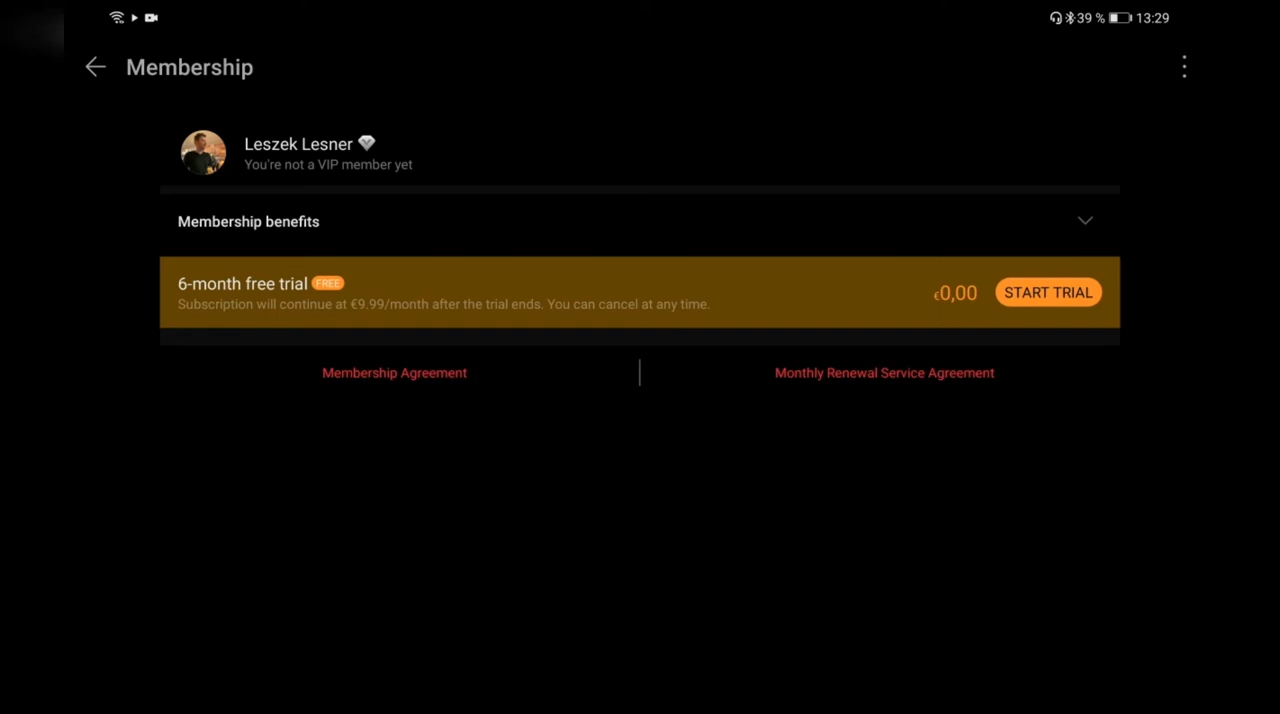 39 % 13:29
Membership
Leszek Lesner
You're not a VIP member yet
Membership benefits
6-month free trial FREE
Subscription will continue at €9.99/month after the trial ends. You can cancel at any time.
€0,00 START TRIAL
Membership Agreement
Monthly Renewal Service Agreement